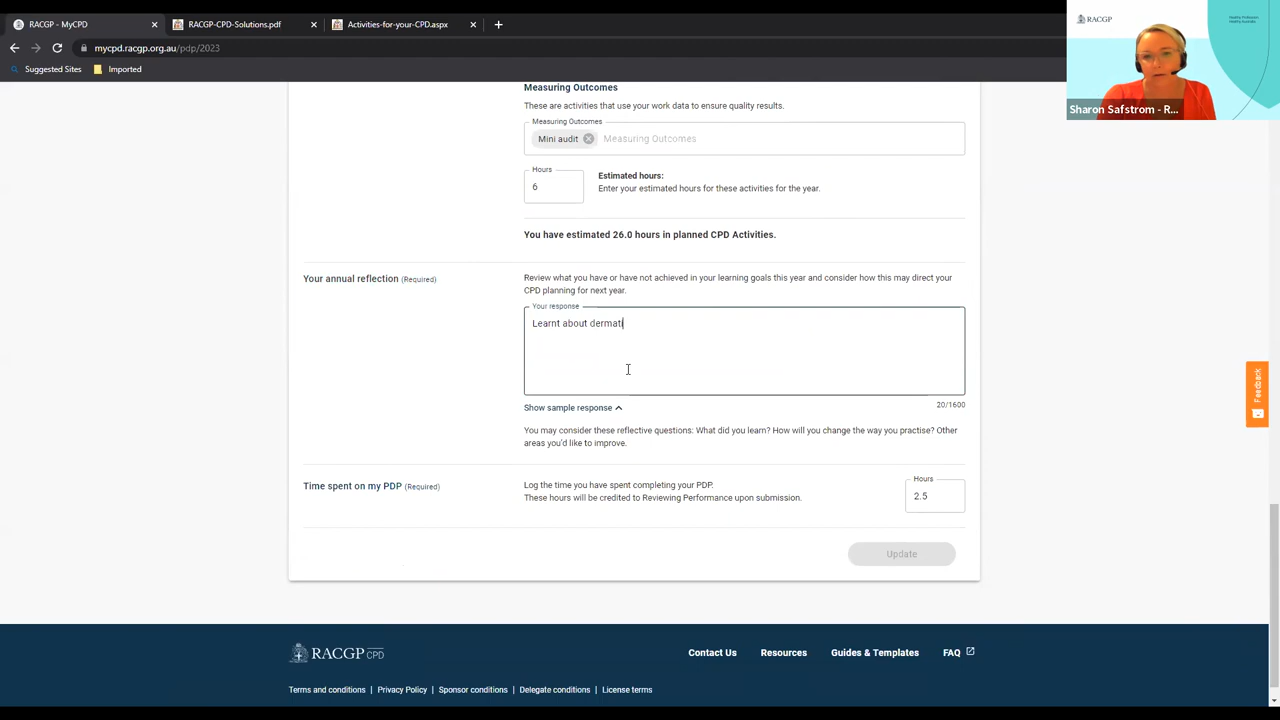 RACGP - MyCPD
RACGP-CPD-Solutions.pdf
Activities-for-your-CPD.aspx
mycpd.racgp.org.au/pdp/2023
Suggested Sites
Imported
RACGP
Healthy Profession.
Healthy Australia.
Sharon Safstrom - R...
Measuring Outcomes
These are activities that use your work data to ensure quality results.
Measuring Outcomes
Mini audit
Measuring Outcomes
Hours
6
Estimated hours:
Enter your estimated hours for these activities for the year.
You have estimated 26.0 hours in planned CPD Activities.
Your annual reflection (Required)
Review what you have or have not achieved in your learning goals this year and consider how this may direct your
CPD planning for next year.
Your response
Learnt about dermati
Show sample response
20/1600
You may consider these reflective questions: What did you learn? How will you change the way you practise? Other
areas you'd like to improve.
Time spent on my PDP (Required)
Log the time you have spent completing your PDP.
These hours will be credited to Reviewing Performance upon submission.
Hours
2.5
Update
Feedback
RACGP CPD
Contact Us
Resources
Guides & Templates
FAQ
Terms and conditions | Privacy Policy | Sponsor conditions | Delegate conditions | License terms